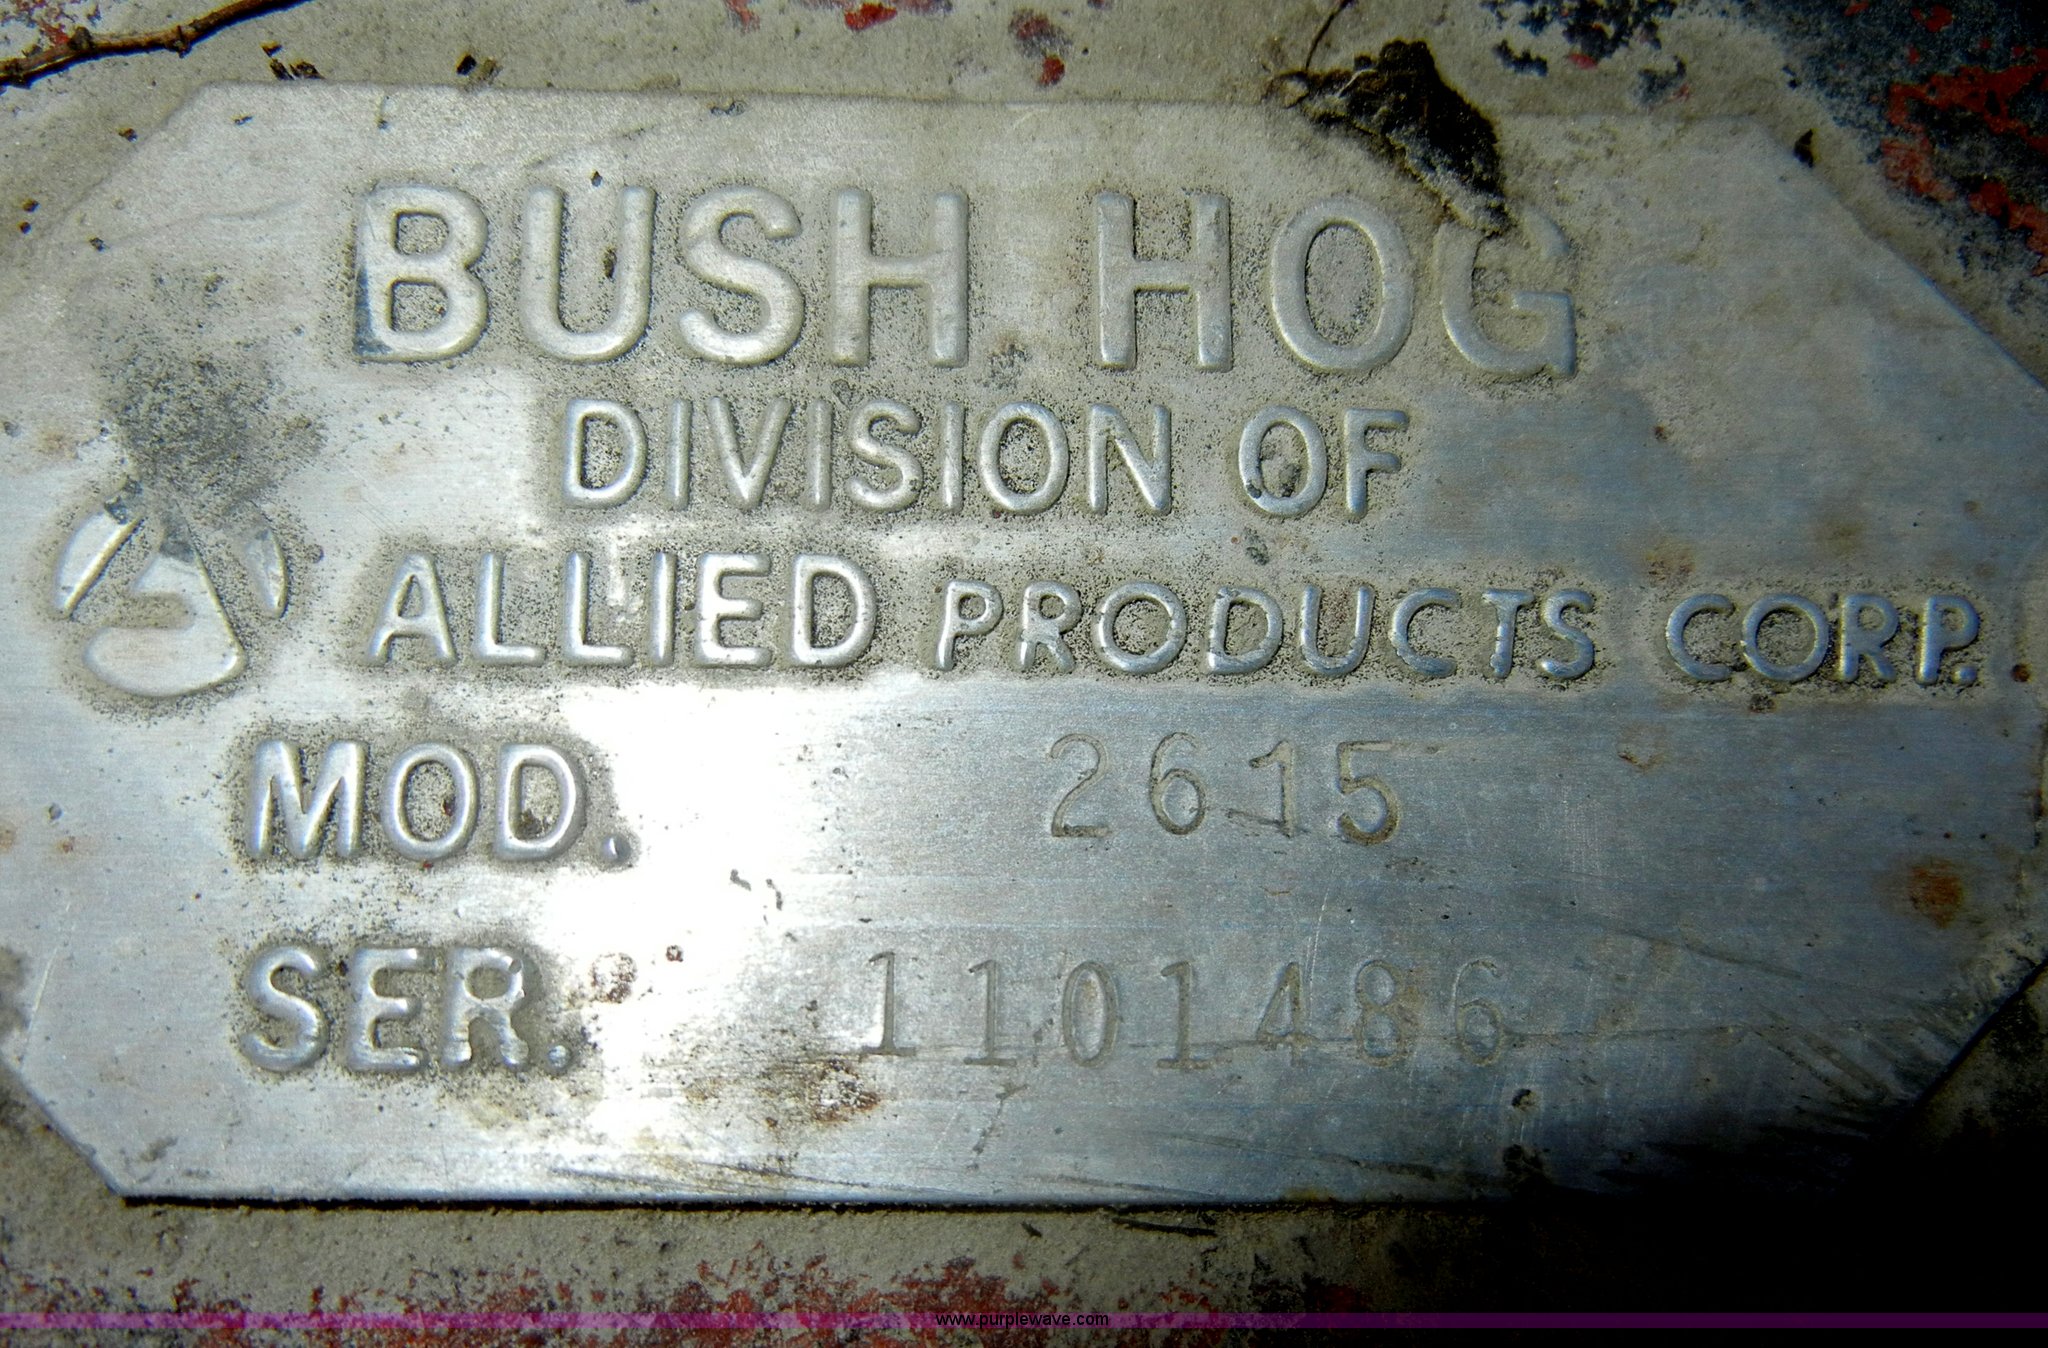 BUSH HOG
DIVISION OF
ALLIED PRODUCTS CORP.
MOD. 2615
SER. 1101486
www.purplewave.com